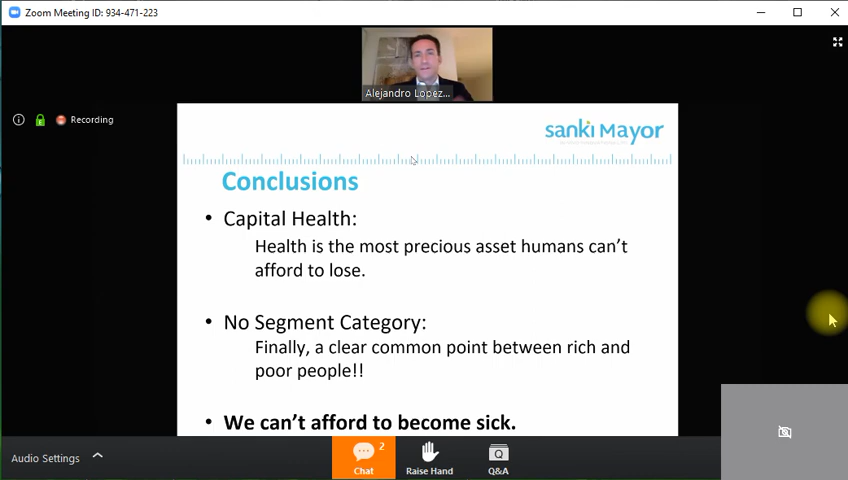 Zoom Meeting ID: 934-471-223
Alejandro Lopez...
Recording
sanki Mayor
Conclusions
• Capital Health:
Health is the most precious asset humans can't
afford to lose.
• No Segment Category:
Finally, a clear common point between rich and
poor people!!
• We can't afford to become sick.
Audio Settings
2
Chat
Raise Hand
Q
Q&A